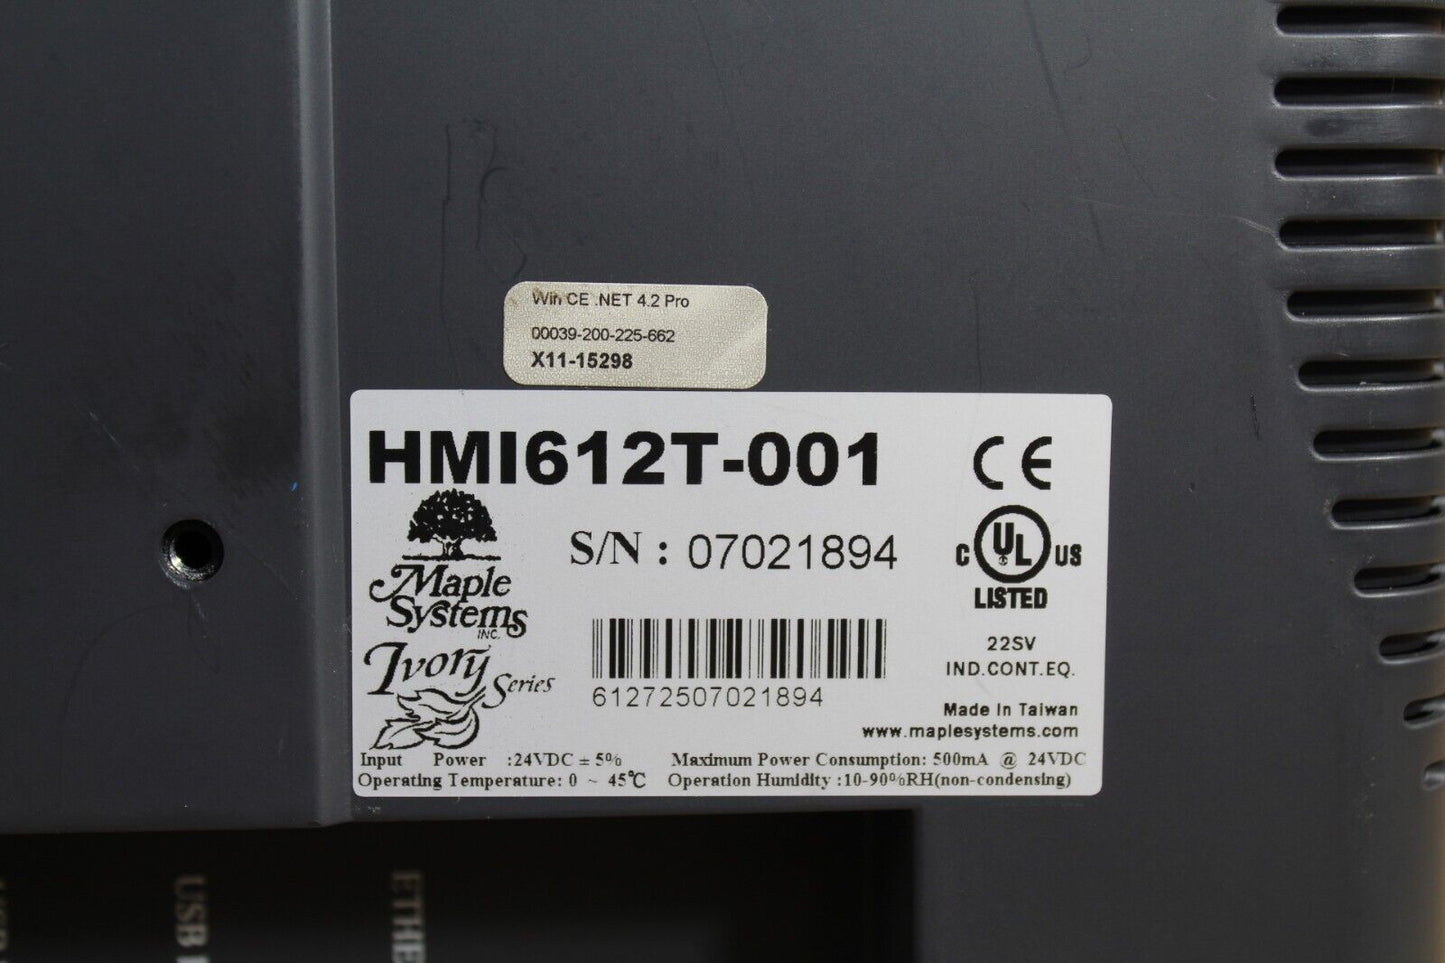 Win CE .NET 4.2 Pro
00039-200-225-662
X11-15298
HMI612T-001
CE
Maple
Systems
INC.
S/N : 07021894
C UL US
LISTED
Ivory Series
61272507021894
22SV
IND.CONT.EQ.
Made In Taiwan
www.maplesystems.com
Input Power :24VDC ± 5% Maximum Power Consumption: 500mA @ 24VDC
Operating Temperature: 0 ~ 45℃ Operation Humidity :10-90%RH(non-condensing)
USB
ETHE